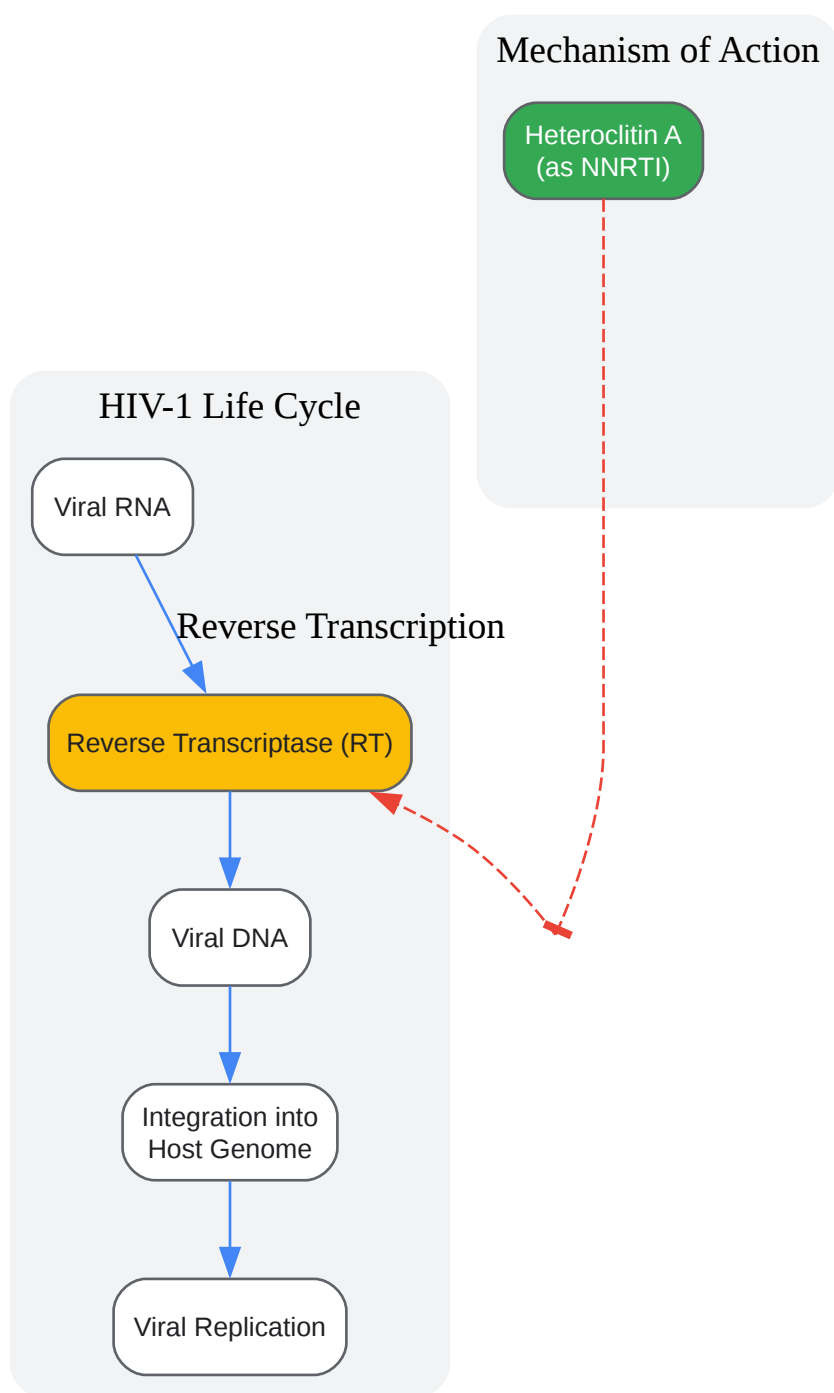 Mechanism of Action
Heteroclitin A
(as NNRTI)
HIV-1 Life Cycle
Viral RNA
Reverse Transcription
Reverse Transcriptase (RT)
Viral DNA
Integration into
Host Genome
Viral Replication